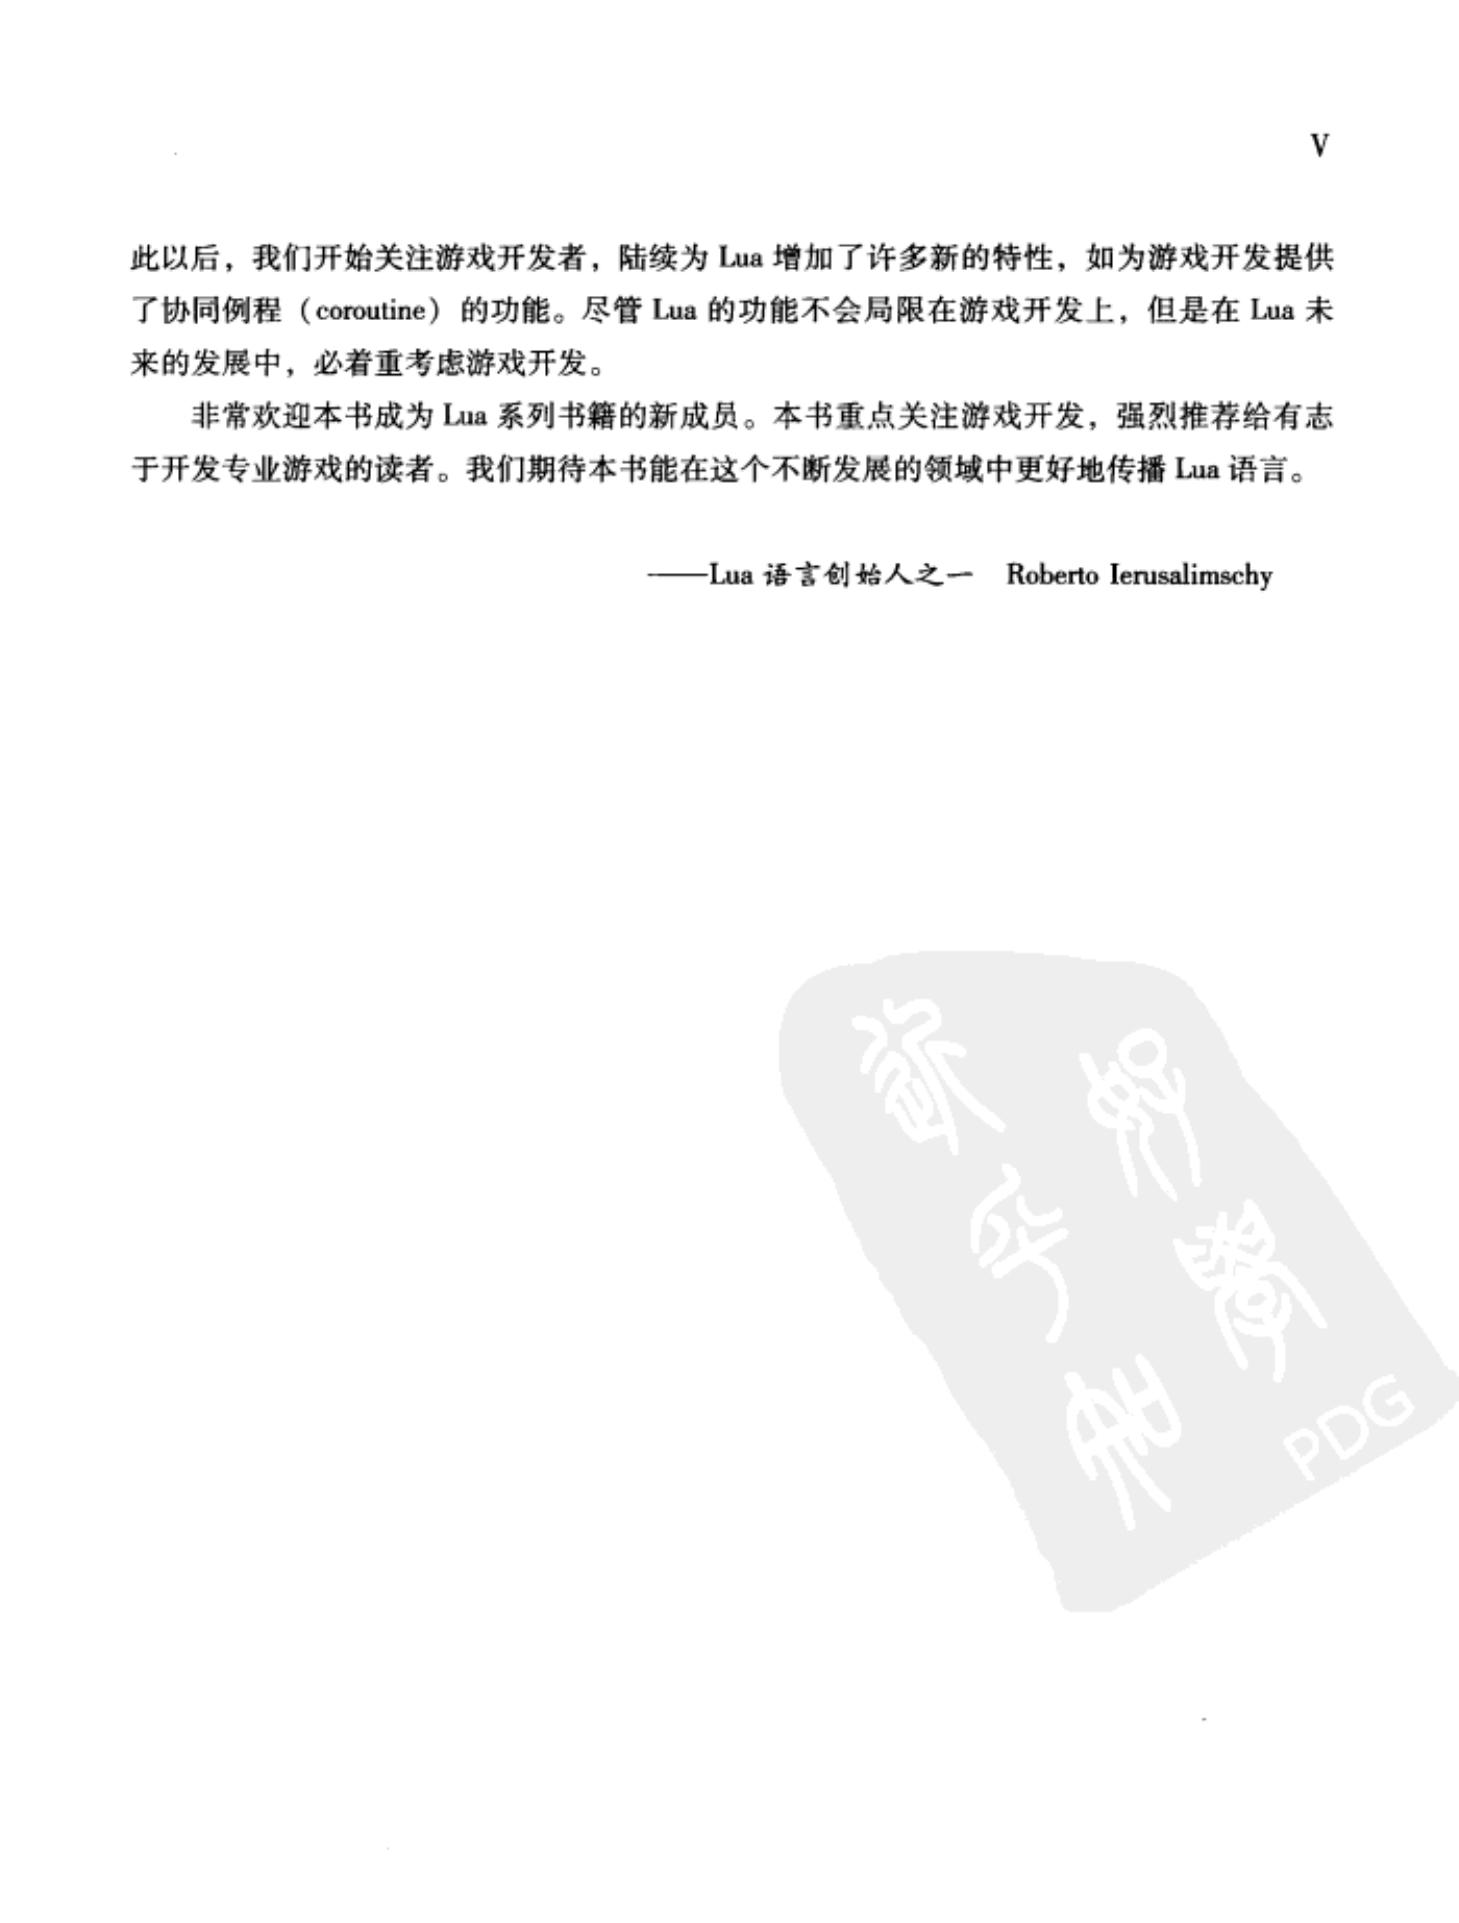 V
此以后，我们开始关注游戏开发者，陆续为 Lua 增加了许多新的特性，如为游戏开发提供
了协同例程（coroutine）的功能。尽管 Lua 的功能不会局限在游戏开发上，但是在 Lua 未
来的发展中，必着重考虑游戏开发。
非常欢迎本书成为 Lua 系列书籍的新成员。本书重点关注游戏开发，强烈推荐给有志
于开发专业游戏的读者。我们期待本书能在这个不断发展的领域中更好地传播 Lua 语言。
——Lua 语言创始人之一　Roberto Ierusalimschy
PDG